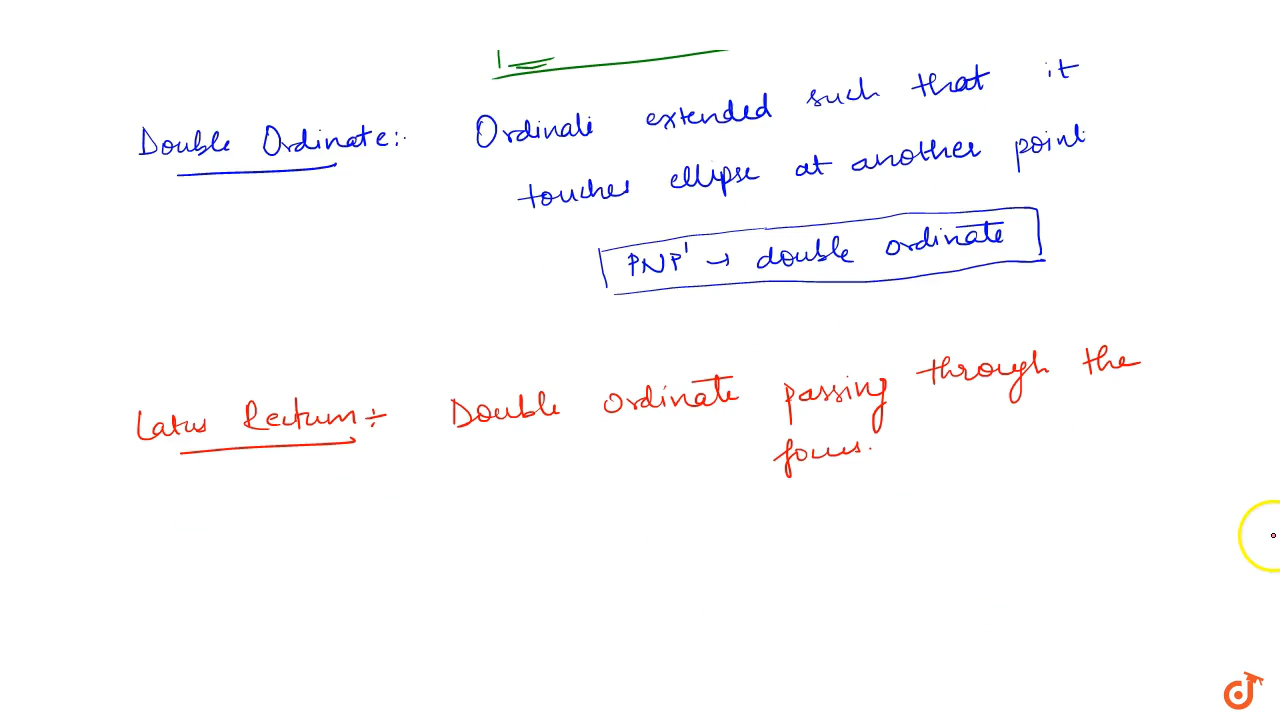 Double Ordinate:. Ordinate extended such that it
touches ellipse at another point
PNP' → double ordinate
Latus Rectum ÷ Double Ordinate passing through the
focus.